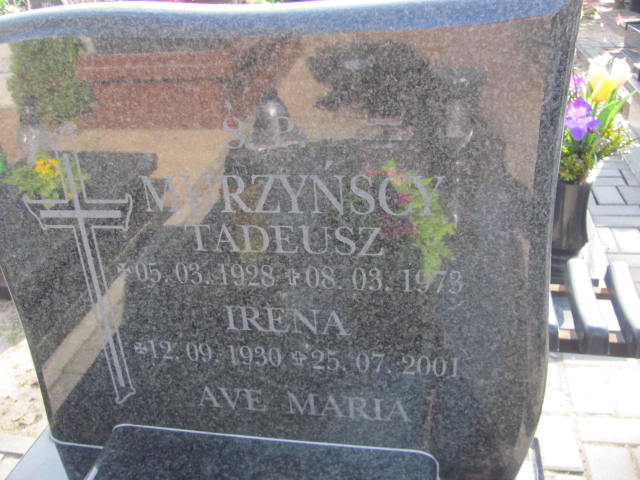 Ś. P.
MURZYŃSCY
TADEUSZ
* 05. 03. 1928 ✝ 08. 03. 1973
IRENA
* 12. 09. 1930 ✝ 25. 07. 2001
AVE MARIA